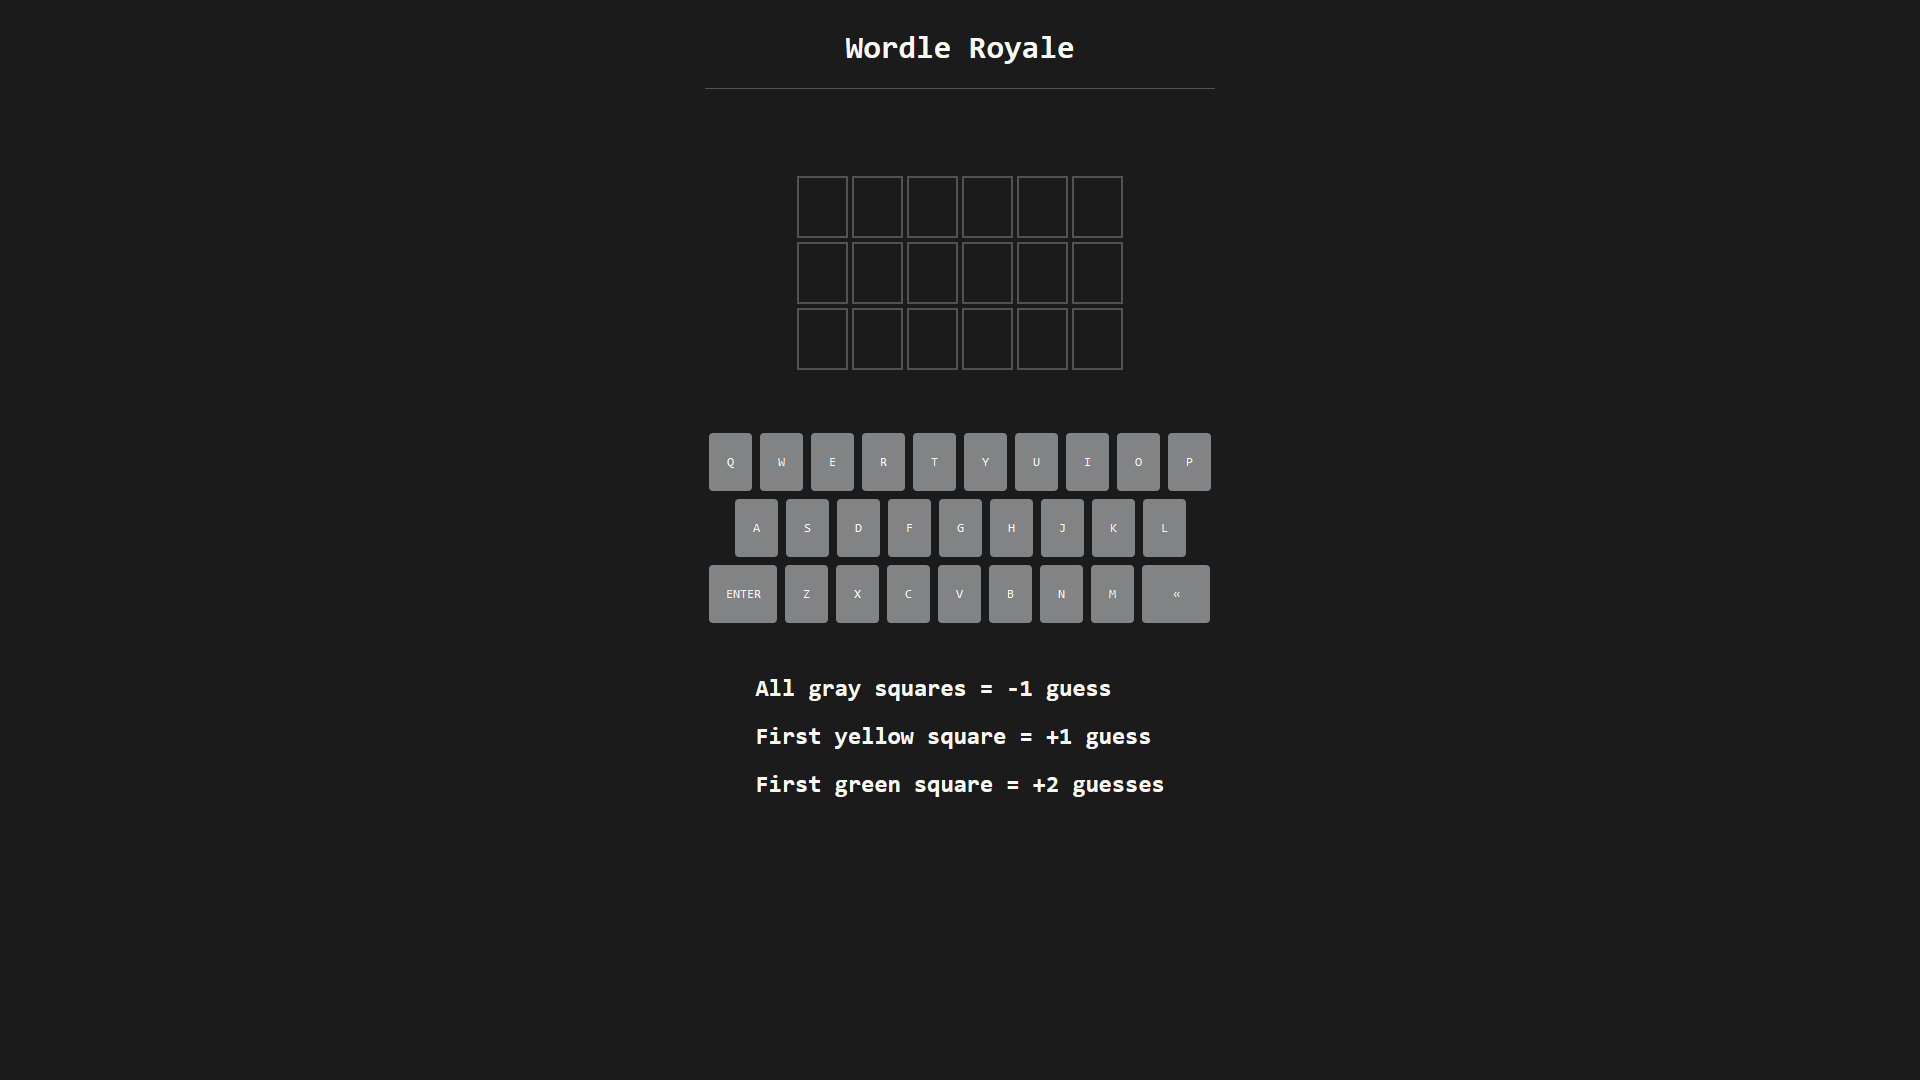 Wordle Royale
Q W E R T Y U I O P
A S D F G H J K L
ENTER Z X C V B N M «
All gray squares = -1 guess
First yellow square = +1 guess
First green square = +2 guesses